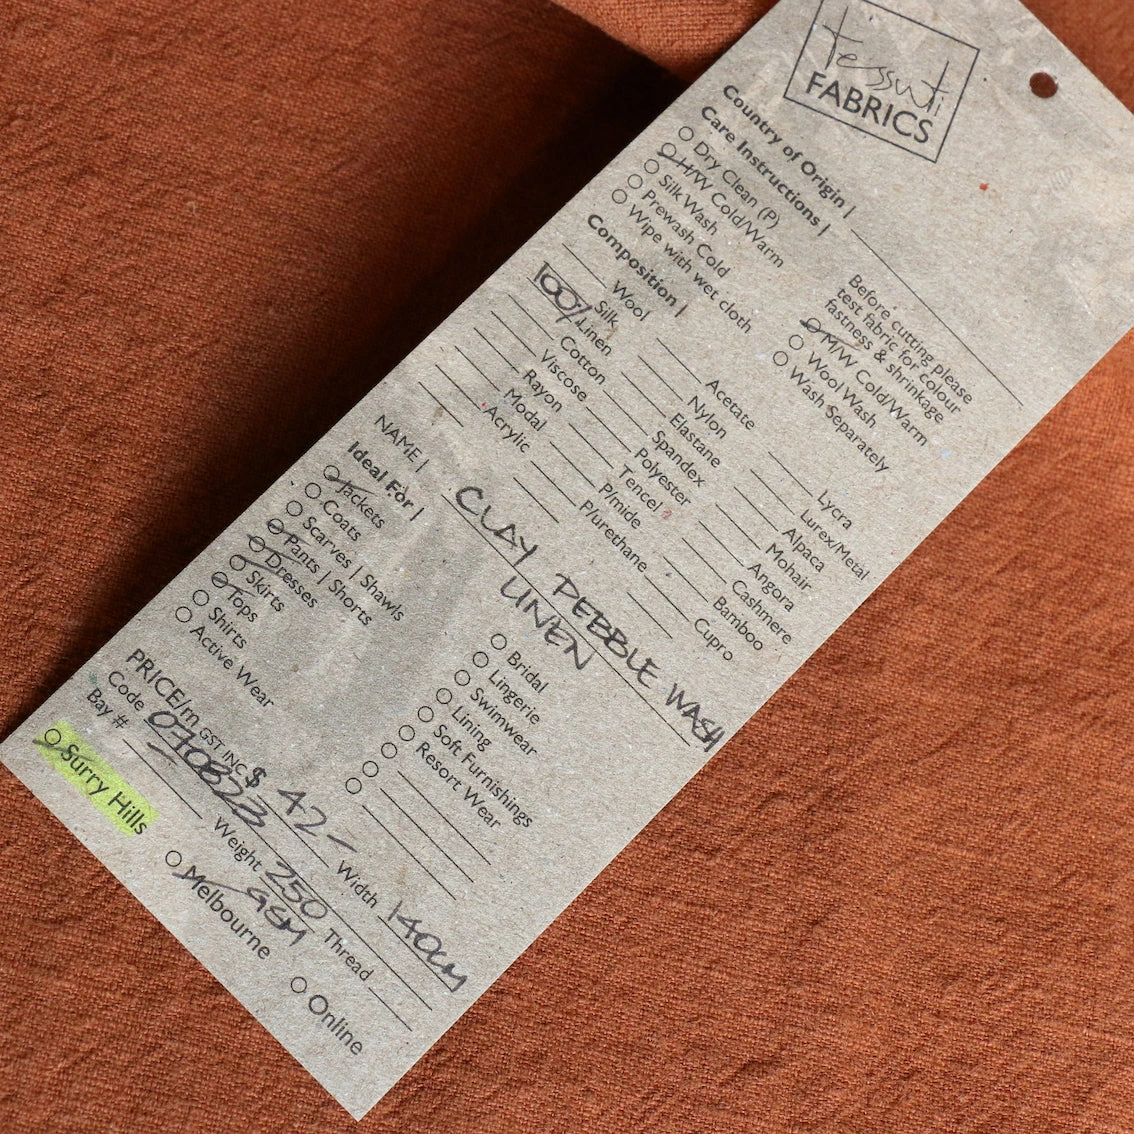 tessuti
FABRICS
Country of Origin |
Care Instructions |
Dry Clean (P)
H/W Cold/Warm
Silk Wash
Prewash Cold
Wipe with wet cloth
Before cutting please
test fabric for colour
fastness & shrinkage
M/W Cold/Warm
Wool Wash
Wash Separately
Composition |
Wool
Silk
100% Linen
Cotton
Viscose
Rayon
Modal
Acrylic
Acetate
Nylon
Elastane
Spandex
Polyester
Tencel
P/mide
P/urethane
Lycra
Lurex/Metal
Alpaca
Mohair
Angora
Cashmere
Bamboo
Cupro
NAME | CLAY PEBBLE WASH
LINEN
Ideal For |
Jackets
Coats
Scarves | Shawls
Pants | Shorts
Dresses
Skirts
Tops
Shirts
Active Wear
Bridal
Lingerie
Swimwear
Lining
Soft Furnishings
Resort Wear
PRICE/m GST INC $ 42- Width 140cm
Code 070823 Weight 250 GSM Thread
Bay #
Surry Hills
Melbourne
Online